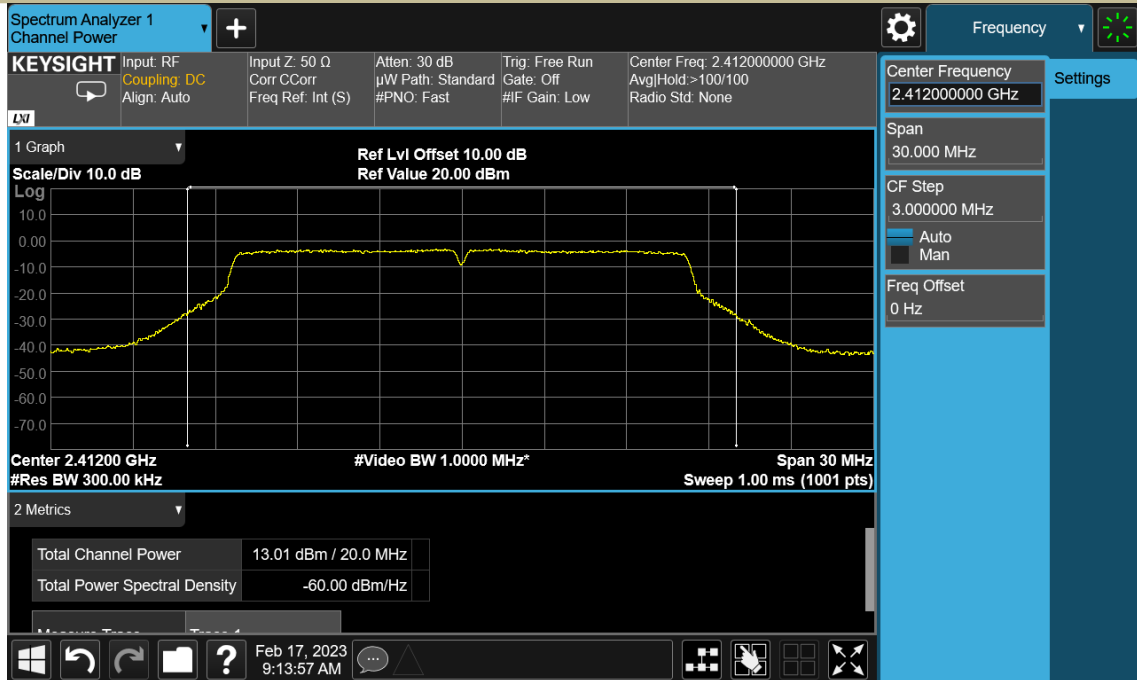 Spectrum Analyzer 1
Channel Power
+
Frequency
KEYSIGHT
LXI
Input: RF
Coupling: DC
Align: Auto
Input Z: 50 Ω
Corr CCorr
Freq Ref: Int (S)
Atten: 30 dB
µW Path: Standard
#PNO: Fast
Trig: Free Run
Gate: Off
#IF Gain: Low
Center Freq: 2.412000000 GHz
Avg|Hold:>100/100
Radio Std: None
Center Frequency
2.412000000 GHz
Settings
Span
30.000 MHz
CF Step
3.000000 MHz
Auto
Man
Freq Offset
0 Hz
1 Graph
Scale/Div 10.0 dB
Ref Lvl Offset 10.00 dB
Ref Value 20.00 dBm
Log
10.0
0.00
-10.0
-20.0
-30.0
-40.0
-50.0
-60.0
-70.0
Center 2.41200 GHz
#Video BW 1.0000 MHz*
Span 30 MHz
#Res BW 300.00 kHz
Sweep 1.00 ms (1001 pts)
2 Metrics
Total Channel Power 13.01 dBm / 20.0 MHz
Total Power Spectral Density -60.00 dBm/Hz
?
Feb 17, 2023
9:13:57 AM